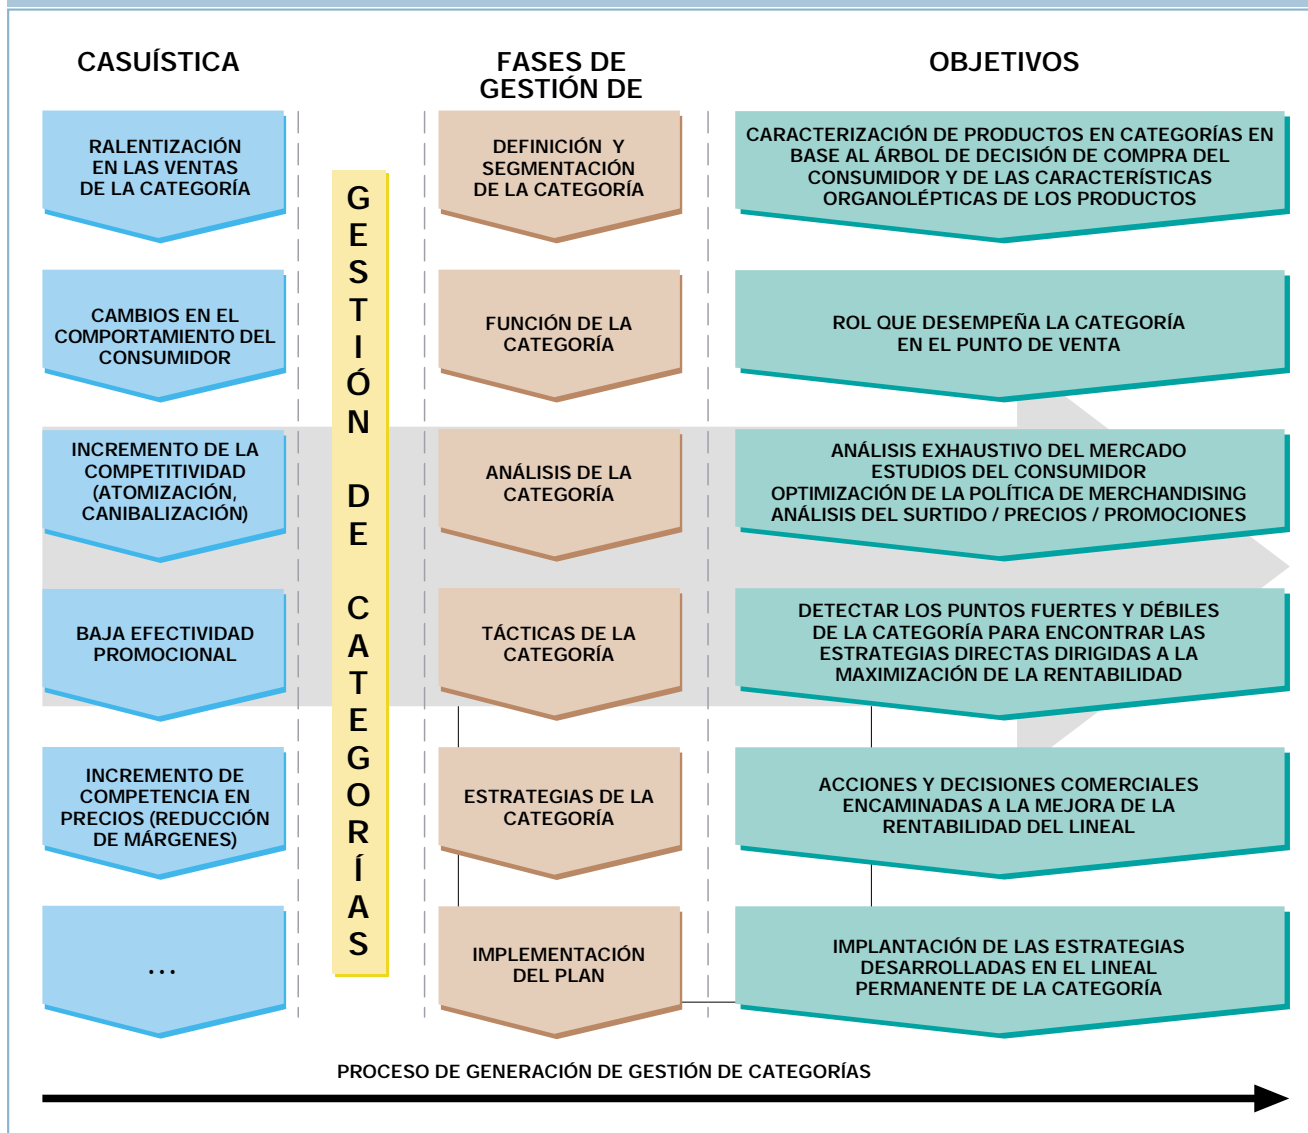 CASUÍSTICA
FASES DE
GESTIÓN DE
OBJETIVOS
RALENTIZACIÓN
EN LAS VENTAS
DE LA CATEGORÍA
CAMBIOS EN EL
COMPORTAMIENTO DEL
CONSUMIDOR
INCREMENTO DE LA
COMPETITIVIDAD
(ATOMIZACIÓN,
CANIBALIZACIÓN)
BAJA EFECTIVIDAD
PROMOCIONAL
INCREMENTO DE
COMPETENCIA EN
PRECIOS (REDUCCIÓN
DE MÁRGENES)
...
GESTIÓN DE CATEGORÍAS
DEFINICIÓN Y
SEGMENTACIÓN
DE LA CATEGORÍA
FUNCIÓN DE LA
CATEGORÍA
ANÁLISIS DE LA
CATEGORÍA
TÁCTICAS DE LA
CATEGORÍA
ESTRATEGIAS DE LA
CATEGORÍA
IMPLEMENTACIÓN
DEL PLAN
CARACTERIZACIÓN DE PRODUCTOS EN CATEGORÍAS EN
BASE AL ÁRBOL DE DECISIÓN DE COMPRA DEL
CONSUMIDOR Y DE LAS CARACTERÍSTICAS
ORGANOLÉPTICAS DE LOS PRODUCTOS
ROL QUE DESEMPEÑA LA CATEGORÍA
EN EL PUNTO DE VENTA
ANÁLISIS EXHAUSTIVO DEL MERCADO
ESTUDIOS DEL CONSUMIDOR
OPTIMIZACIÓN DE LA POLÍTICA DE MERCHANDISING
ANÁLISIS DEL SURTIDO / PRECIOS / PROMOCIONES
DETECTAR LOS PUNTOS FUERTES Y DÉBILES
DE LA CATEGORÍA PARA ENCONTRAR LAS
ESTRATEGIAS DIRECTAS DIRIGIDAS A LA
MAXIMIZACIÓN DE LA RENTABILIDAD
ACCIONES Y DECISIONES COMERCIALES
ENCAMINADAS A LA MEJORA DE LA
RENTABILIDAD DEL LINEAL
IMPLANTACIÓN DE LAS ESTRATEGIAS
DESARROLLADAS EN EL LINEAL
PERMANENTE DE LA CATEGORÍA
PROCESO DE GENERACIÓN DE GESTIÓN DE CATEGORÍAS